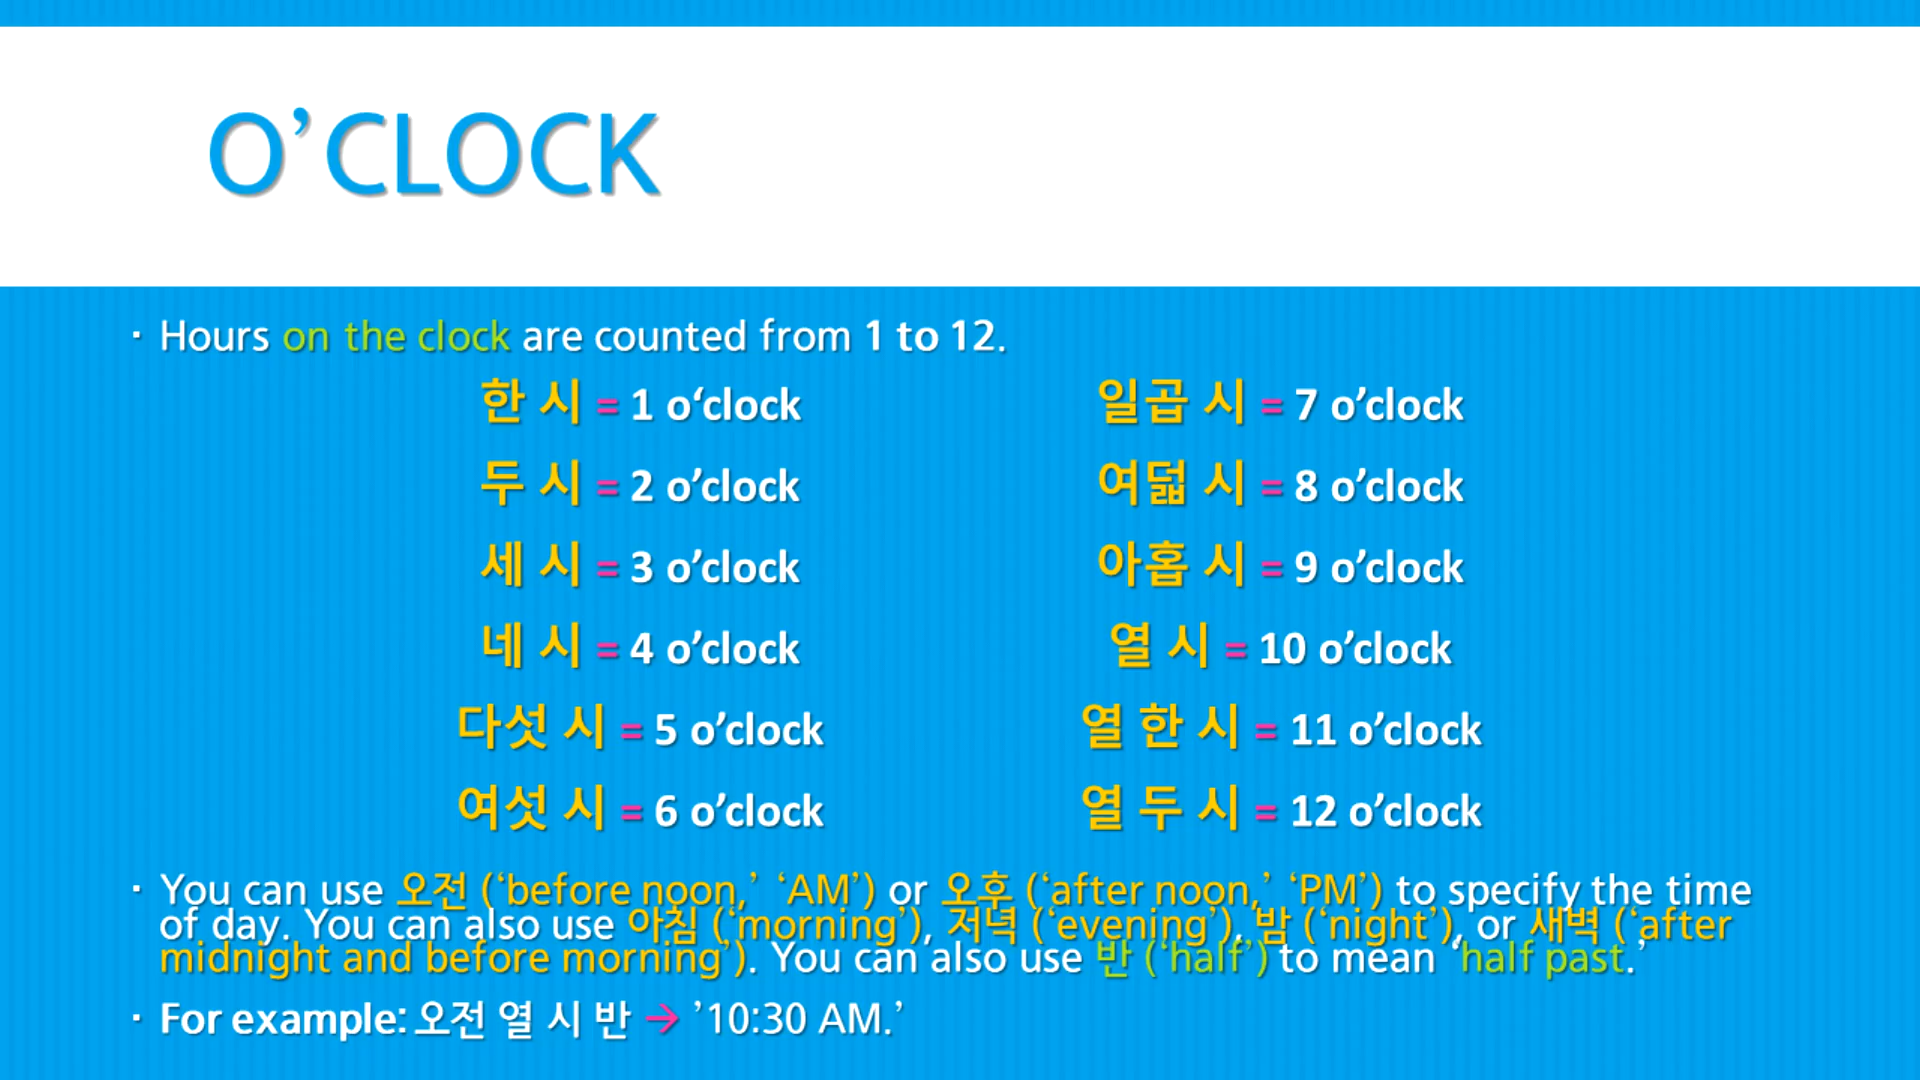 O’CLOCK
▪ Hours on the clock are counted from 1 to 12.
한 시 = 1 o‘clock
두 시 = 2 o’clock
세 시 = 3 o’clock
네 시 = 4 o’clock
다섯 시 = 5 o’clock
여섯 시 = 6 o’clock
일곱 시 = 7 o’clock
여덟 시 = 8 o’clock
아홉 시 = 9 o’clock
열 시 = 10 o’clock
열 한 시 = 11 o’clock
열 두 시 = 12 o’clock
▪ You can use 오전 (‘before noon,’ ‘AM’) or 오후 (‘after noon,’ ‘PM’) to specify the time
of day. You can also use 아침 (‘morning’), 저녁 (‘evening’), 밤 (‘night’), or 새벽 (‘after
midnight and before morning’). You can also use 반 (‘half’) to mean ‘half past.’
▪ For example: 오전 열 시 반 → ’10:30 AM.’